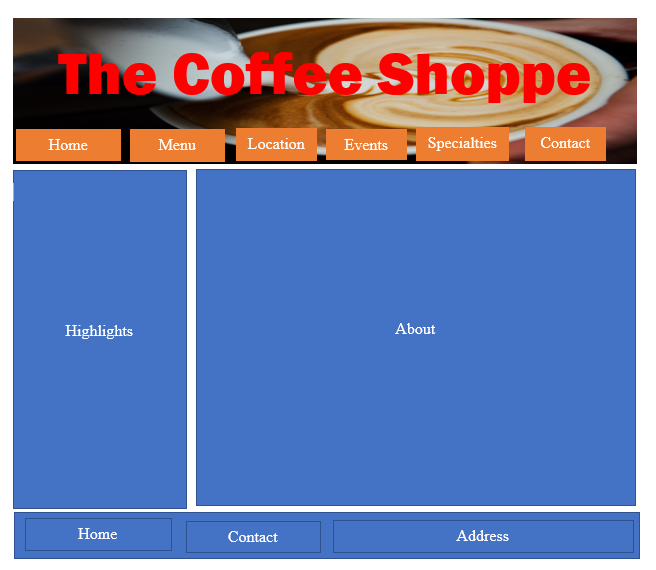 The Coffee Shoppe
Home Menu Location Events Specialties Contact
Highlights
About
Home Contact Address